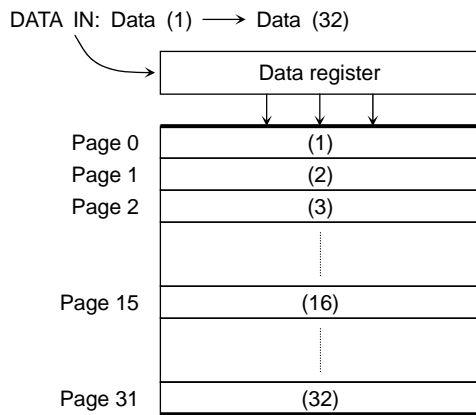 DATA IN: Data (1) → Data (32)
Data register
Page 0 (1)
Page 1 (2)
Page 2 (3)
Page 15 (16)
Page 31 (32)